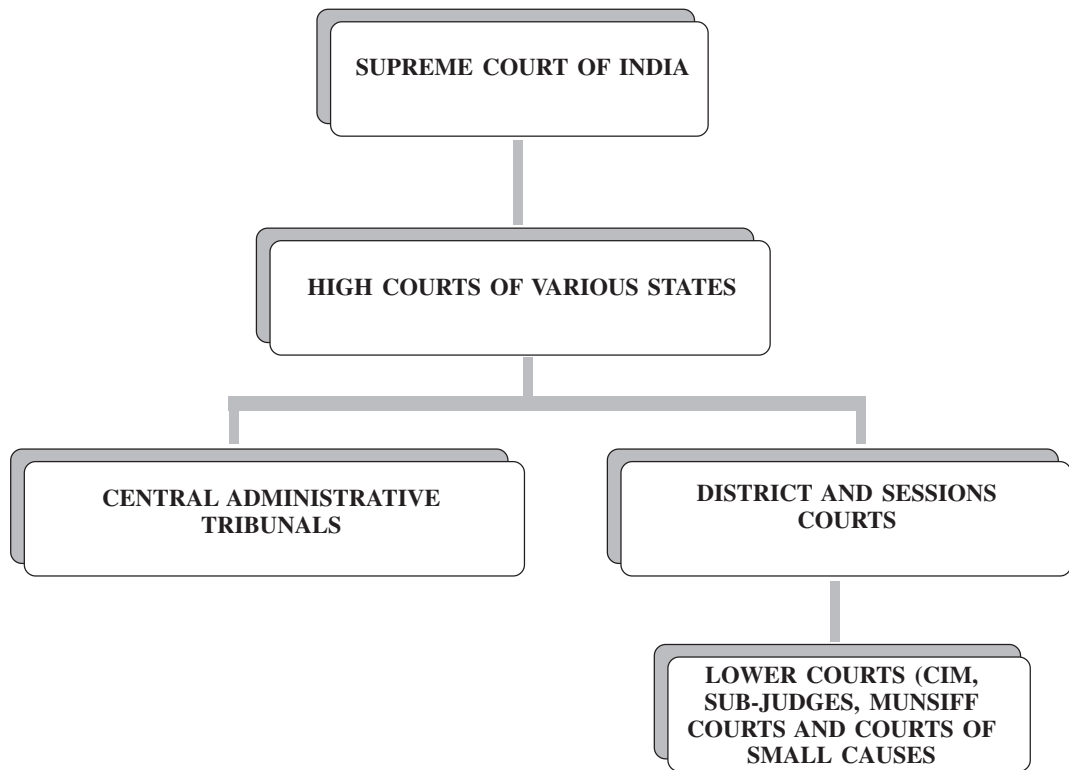 SUPREME COURT OF INDIA
HIGH COURTS OF VARIOUS STATES
CENTRAL ADMINISTRATIVE
TRIBUNALS
DISTRICT AND SESSIONS
COURTS
LOWER COURTS (CIM,
SUB-JUDGES, MUNSIFF
COURTS AND COURTS OF
SMALL CAUSES